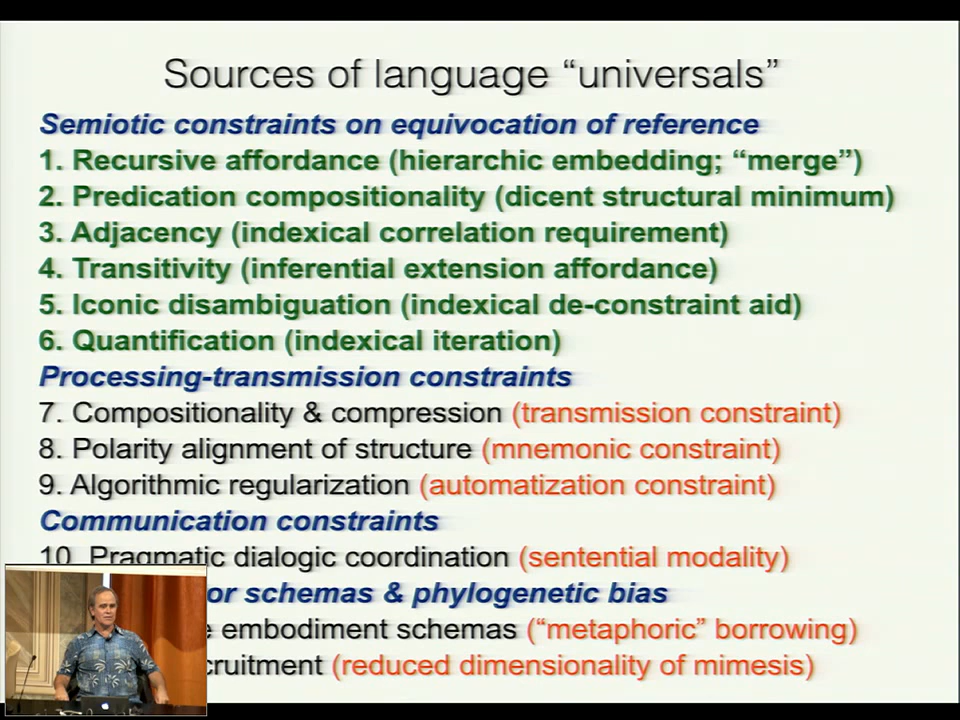 Sources of language “universals”
Semiotic constraints on equivocation of reference
1. Recursive affordance (hierarchic embedding; “merge”)
2. Predication compositionality (dicent structural minimum)
3. Adjacency (indexical correlation requirement)
4. Transitivity (inferential extension affordance)
5. Iconic disambiguation (indexical de-constraint aid)
6. Quantification (indexical iteration)
Processing-transmission constraints
7. Compositionality & compression (transmission constraint)
8. Polarity alignment of structure (mnemonic constraint)
9. Algorithmic regularization (automatization constraint)
Communication constraints
10. Pragmatic dialogic coordination (sentential modality)
schemas & phylogenetic bias
embodiment schemas (“metaphoric” borrowing)
(reduced dimensionality of mimesis)